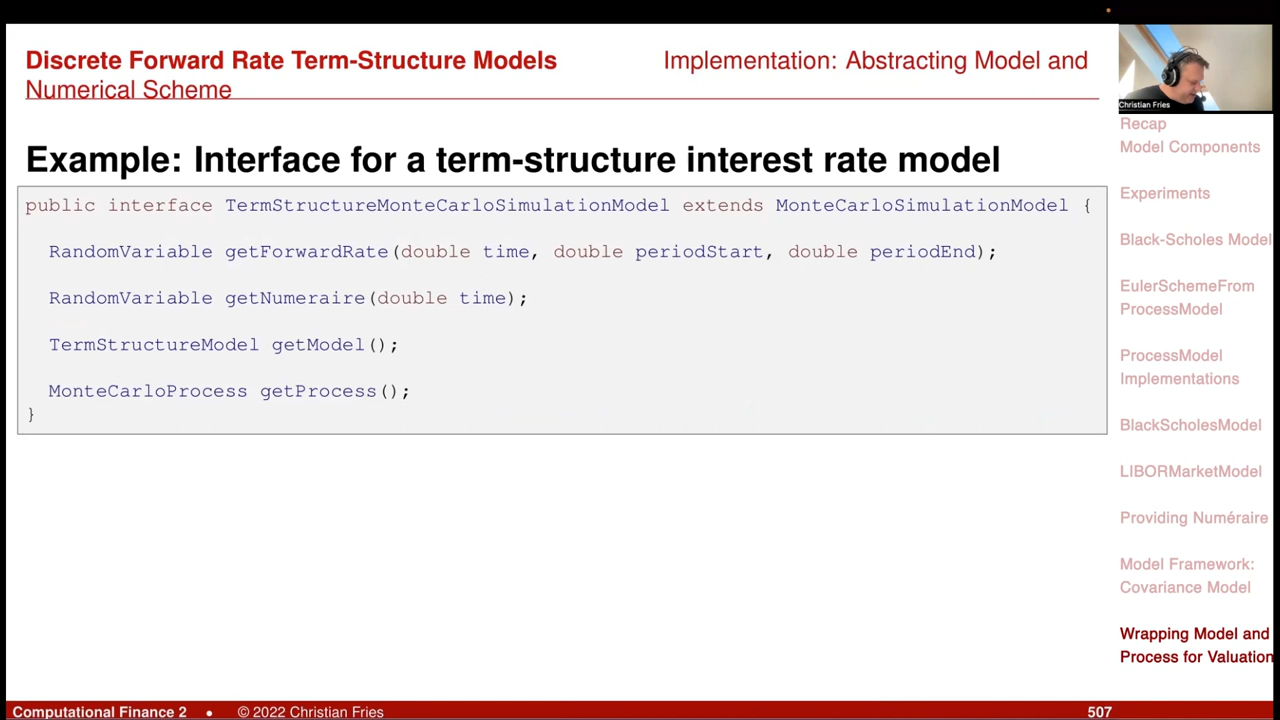 Discrete Forward Rate Term-Structure Models Implementation: Abstracting Model and
Numerical Scheme
Example: Interface for a term-structure interest rate model
public interface TermStructureMonteCarloSimulationModel extends MonteCarloSimulationModel {
RandomVariable getForwardRate(double time, double periodStart, double periodEnd);
RandomVariable getNumeraire(double time);
TermStructureModel getModel();
MonteCarloProcess getProcess();
}
Christian Fries
Recap
Model Components
Experiments
Black-Scholes Model
EulerSchemeFrom
ProcessModel
ProcessModel
Implementations
BlackScholesModel
LIBORMarketModel
Providing Numéraire
Model Framework:
Covariance Model
Wrapping Model and
Process for Valuation
Computational Finance 2 • © 2022 Christian Fries 507